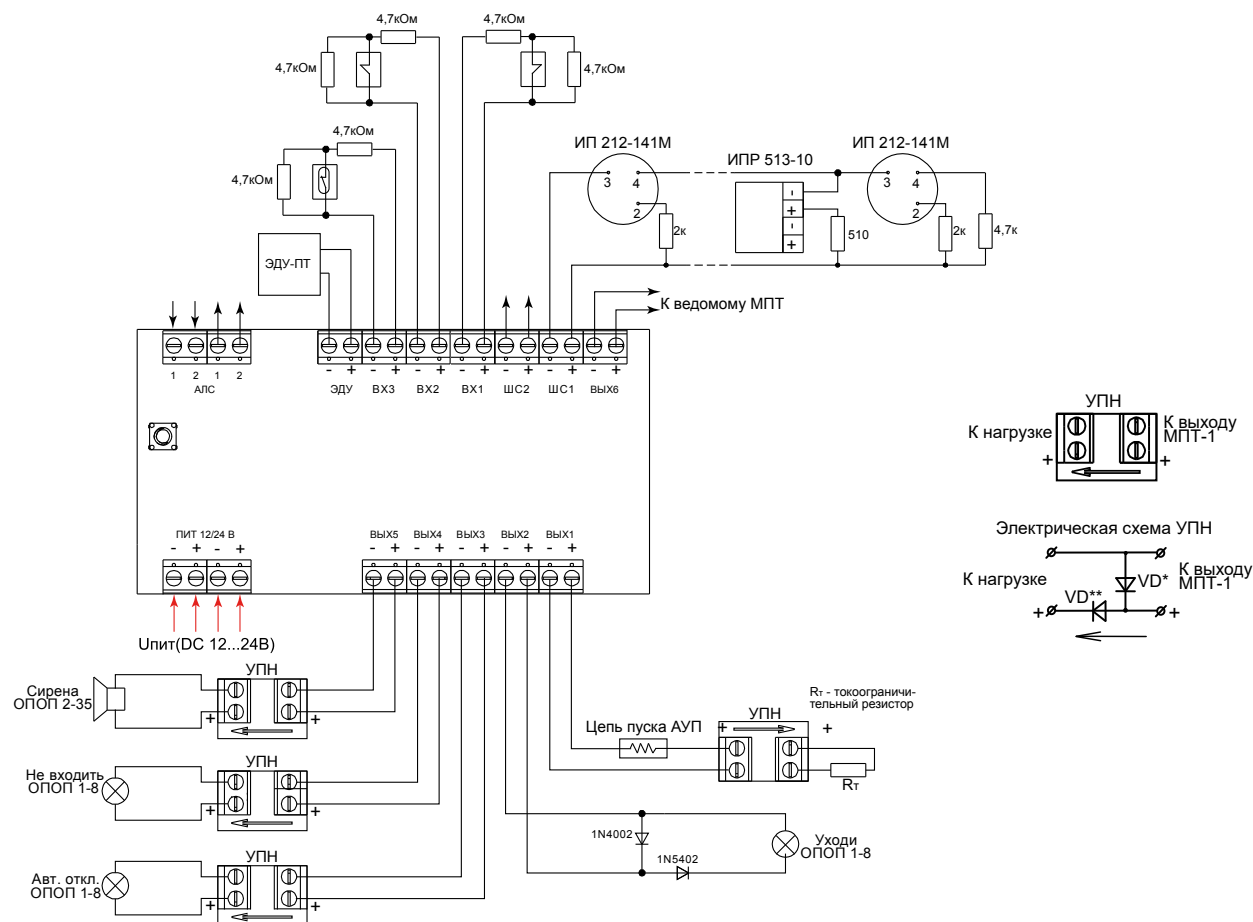 4,7кОм
4,7кОм
4,7кОм
4,7кОм
4,7кОм
4,7кОм
ИП 212-141М
ИПР 513-10
ИП 212-141М
3 4
2
2к
-
+
-
+
510
3 4
2
2к
4,7к
ЭДУ-ПТ
К ведомому МПТ
1 2 1 2
АЛС
- + - + - + - + - + - + - +
ЭДУ ВХ3 ВХ2 ВХ1 ШС2 ШС1 ВЫХ6
УПН
К нагрузке
К выходу
МПТ-1
+ +
Электрическая схема УПН
К нагрузке
К выходу
МПТ-1
VD*
VD**
+ +
ПИТ 12/24 В
- + - +
ВЫХ5 ВЫХ4 ВЫХ3 ВЫХ2 ВЫХ1
- + - + - + - + - +
Uпит(DC 12...24В)
УПН
Сирена
ОПОП 2-35
+ +
УПН
Не входить
ОПОП 1-8
+ +
УПН
Авт. откл.
ОПОП 1-8
+ +
Rт - токоограничи-
тельный резистор
Цепь пуска АУП
УПН
+ +
Rт
1N4002
1N5402
Уходи
ОПОП 1-8